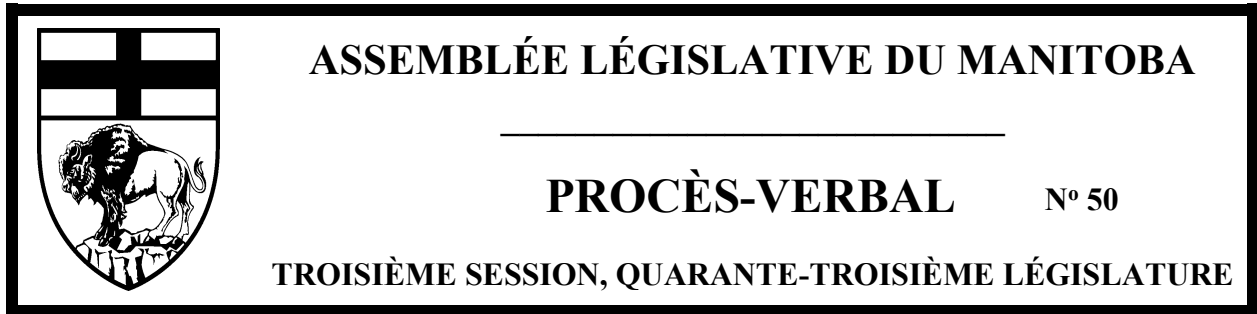 ASSEMBLÉE LÉGISLATIVE DU MANITOBA
PROCÈS-VERBAL Nº 50
TROISIÈME SESSION, QUARANTE-TROISIÈME LÉGISLATURE